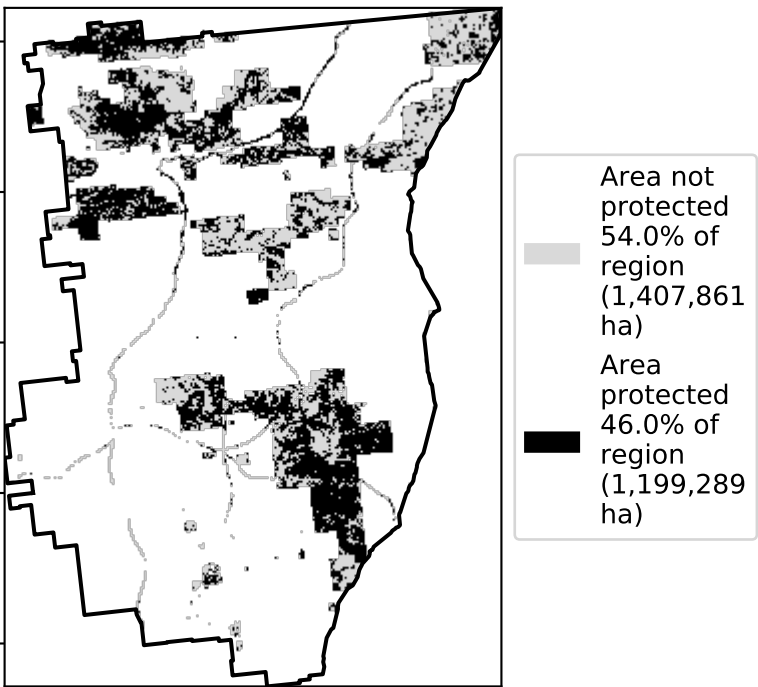 Area not
protected
54.0% of
region
(1,407,861
ha)
Area
protected
46.0% of
region
(1,199,289
ha)